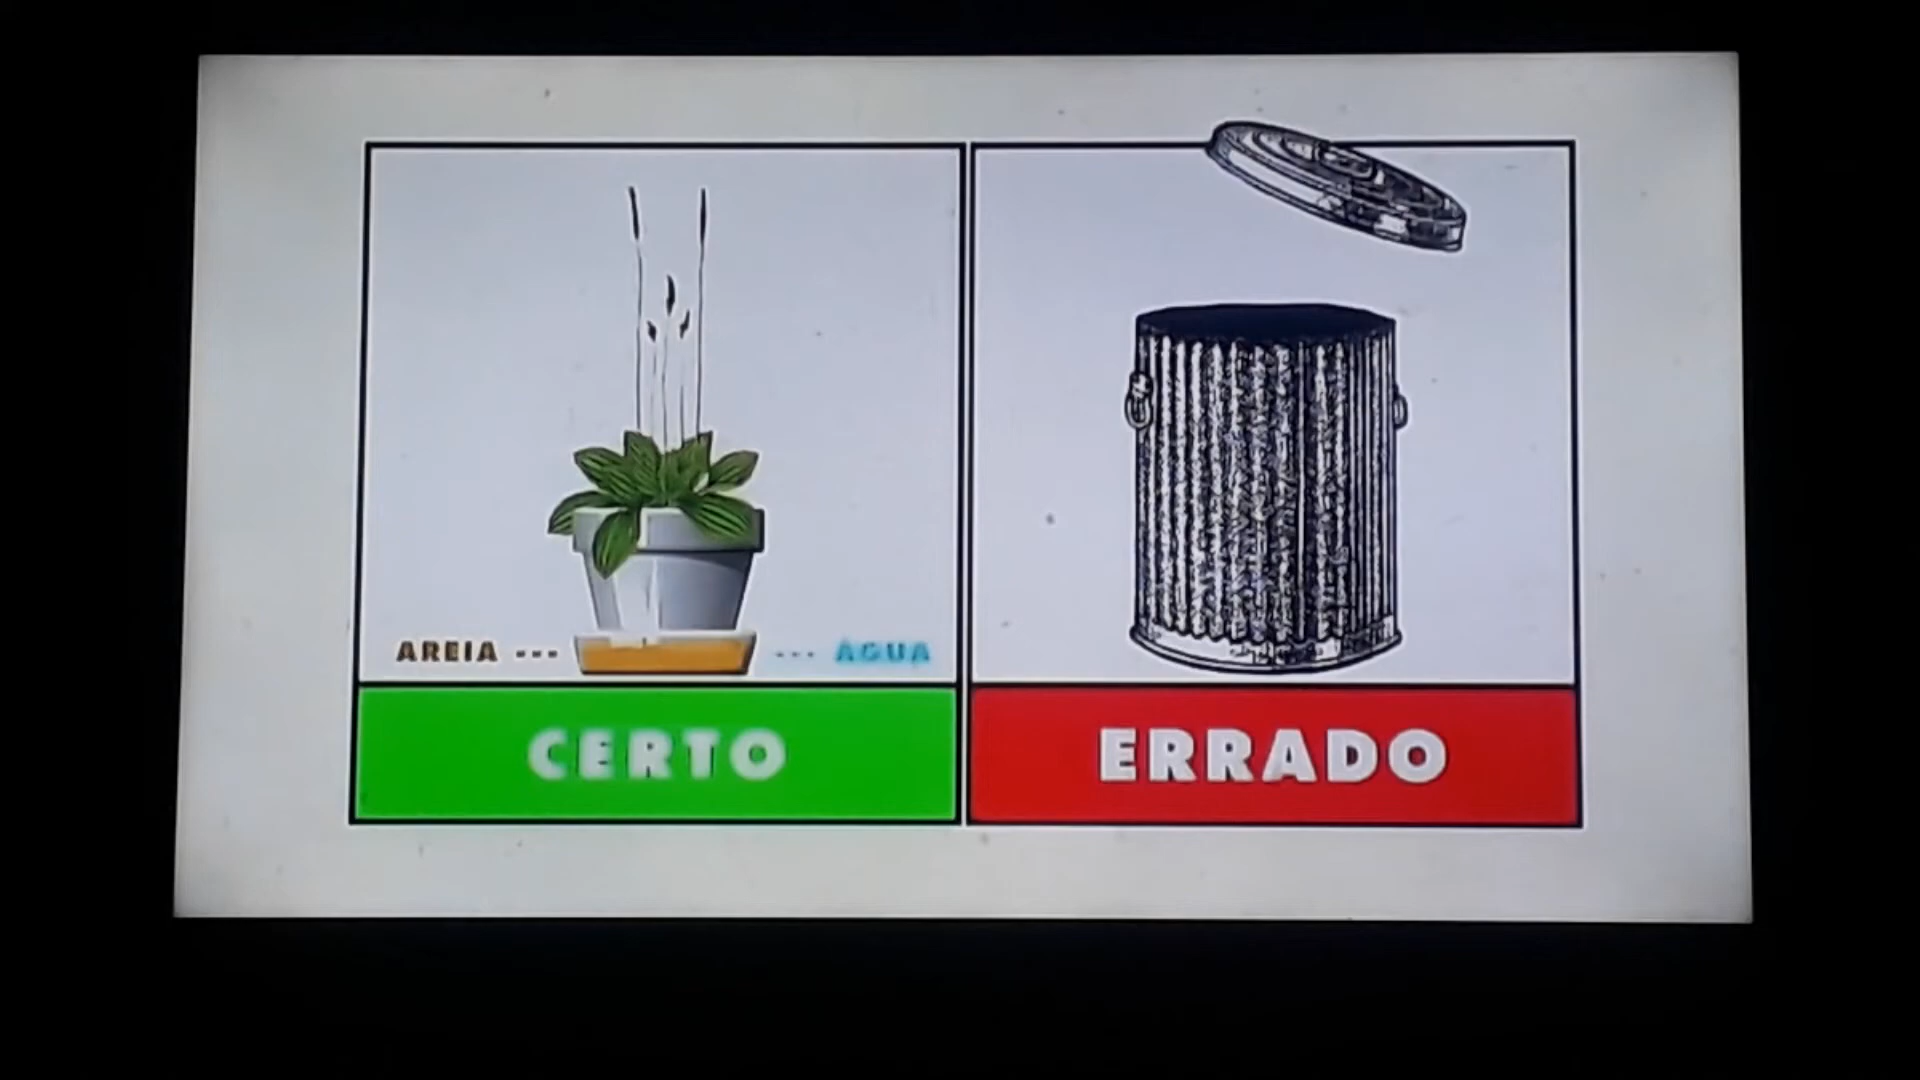 AREIA --- --- ÁGUA
CERTO
ERRADO